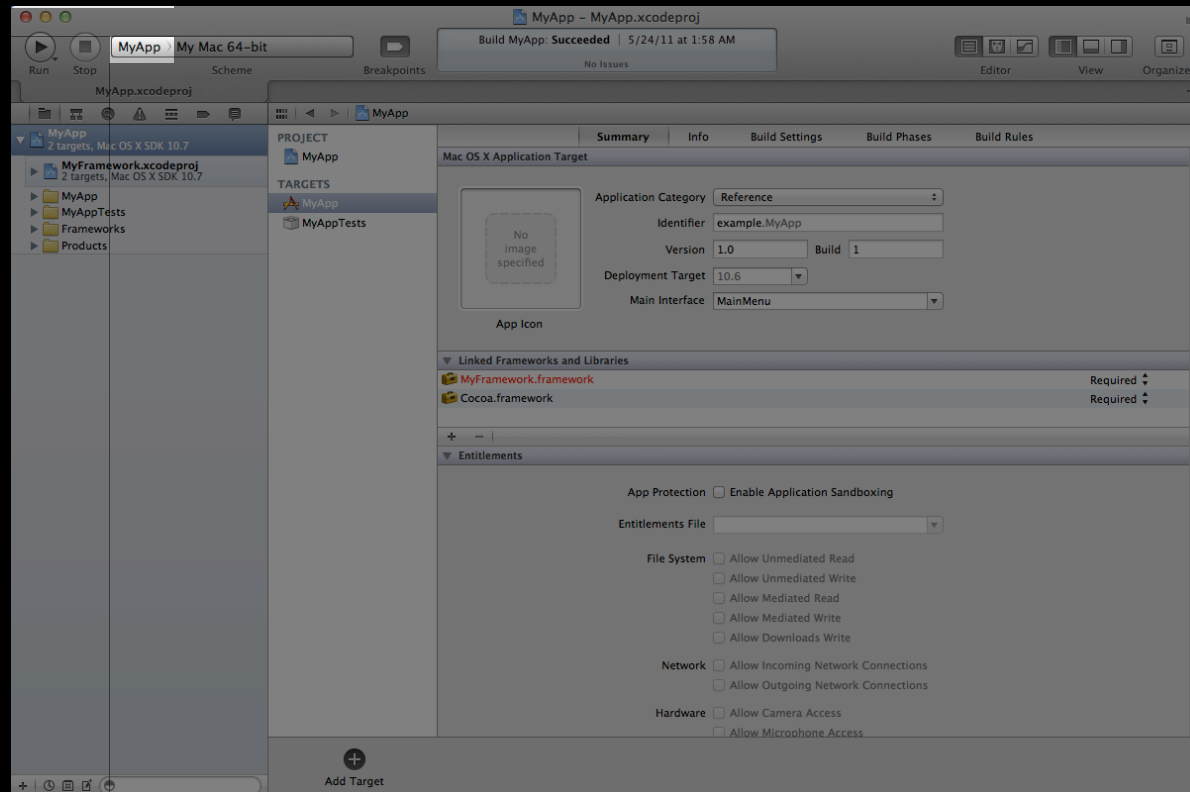 MyApp – MyApp.xcodeproj
MyApp My Mac 64-bit
Build MyApp: Succeeded | 5/24/11 at 1:58 AM
No Issues
Run Stop Scheme Breakpoints Editor View Organize
MyApp.xcodeproj
MyApp
MyApp
2 targets, Mac OS X SDK 10.7
MyFramework.xcodeproj
2 targets, Mac OS X SDK 10.7
MyApp
MyAppTests
Frameworks
Products
PROJECT
MyApp
TARGETS
MyApp
MyAppTests
Summary Info Build Settings Build Phases Build Rules
Mac OS X Application Target
No
image
specified
App Icon
Application Category Reference
Identifier example.MyApp
Version 1.0 Build 1
Deployment Target 10.6
Main Interface MainMenu
Linked Frameworks and Libraries
MyFramework.framework Required
Cocoa.framework Required
Entitlements
App Protection Enable Application Sandboxing
Entitlements File
File System Allow Unmediated Read
Allow Unmediated Write
Allow Mediated Read
Allow Mediated Write
Allow Downloads Write
Network Allow Incoming Network Connections
Allow Outgoing Network Connections
Hardware Allow Camera Access
Allow Microphone Access
Add Target